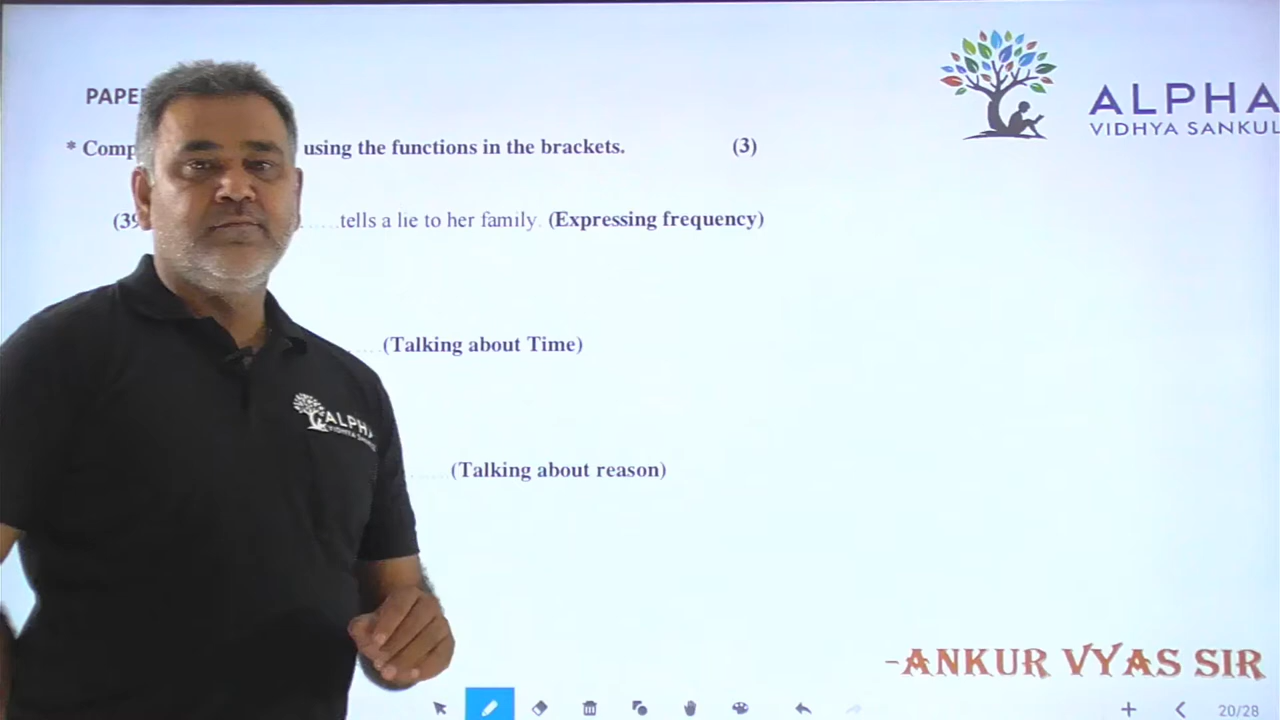 PAPE
ALPHA
VIDHYA SANKUL
* Comp using the functions in the brackets. (3)
(39 ......tells a lie to her family. (Expressing frequency)
....(Talking about Time)
ALPHA
VIDHYA SANKUL
......(Talking about reason)
-ANKUR VYAS SIR
20/28